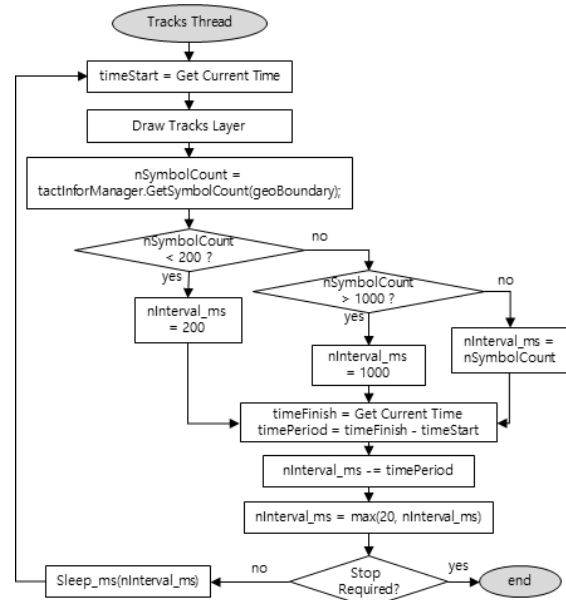 Tracks Thread
timeStart = Get Current Time
Draw Tracks Layer
nSymbolCount =
tactInforManager.GetSymbolCount(geoBoundary);
nSymbolCount
< 200 ?
no
yes
nInterval_ms
= 200
nSymbolCount
> 1000 ?
no
yes
nInterval_ms
= 1000
nInterval_ms =
nSymbolCount
timeFinish = Get Current Time
timePeriod = timeFinish - timeStart
nInterval_ms -= timePeriod
nInterval_ms = max(20, nInterval_ms)
Stop
Required?
no
yes
Sleep_ms(nInterval_ms)
end